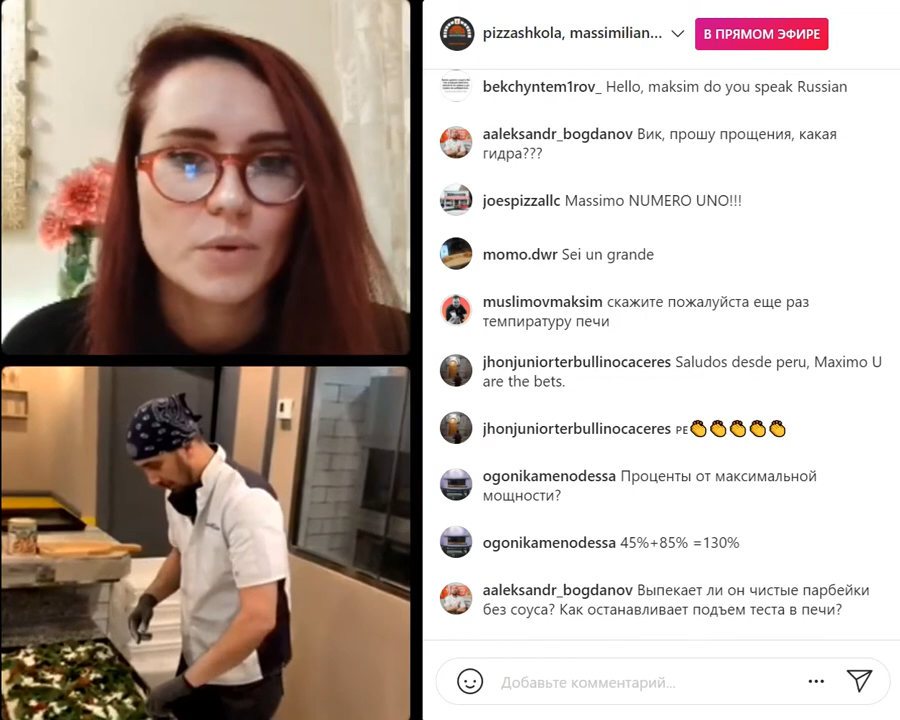 pizzashkola, massimilian...
В ПРЯМОМ ЭФИРЕ
bekchyntem1rov_ Hello, maksim do you speak Russian
aaleksandr_bogdanov Вик, прошу прощения, какая
гидра???
joespizzallc Massimo NUMERO UNO!!!
momo.dwr Sei un grande
muslimovmaksim скажите пожалуйста еще раз
темпиратуру печи
jhonjuniorterbullinocaceres Saludos desde peru, Maximo U
are the bets.
jhonjuniorterbullinocaceres 🇵🇪👏👏👏👏👏
ogonikamenodessa Проценты от максимальной
мощности?
ogonikamenodessa 45%+85% =130%
aaleksandr_bogdanov Выпекает ли он чистые парбейки
без соуса? Как останавливает подъем теста в печи?
Добавьте комментарий...